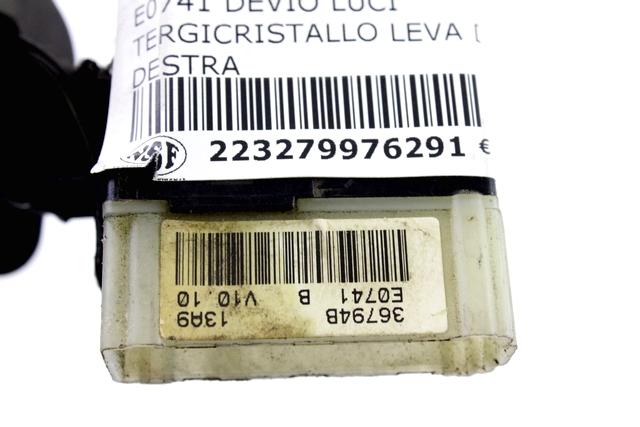 E0741 DEVIO LUCI
TERGICRISTALLO LEVA
DESTRA
223279976291 €
36794B 13A9
E0741 B V10.10